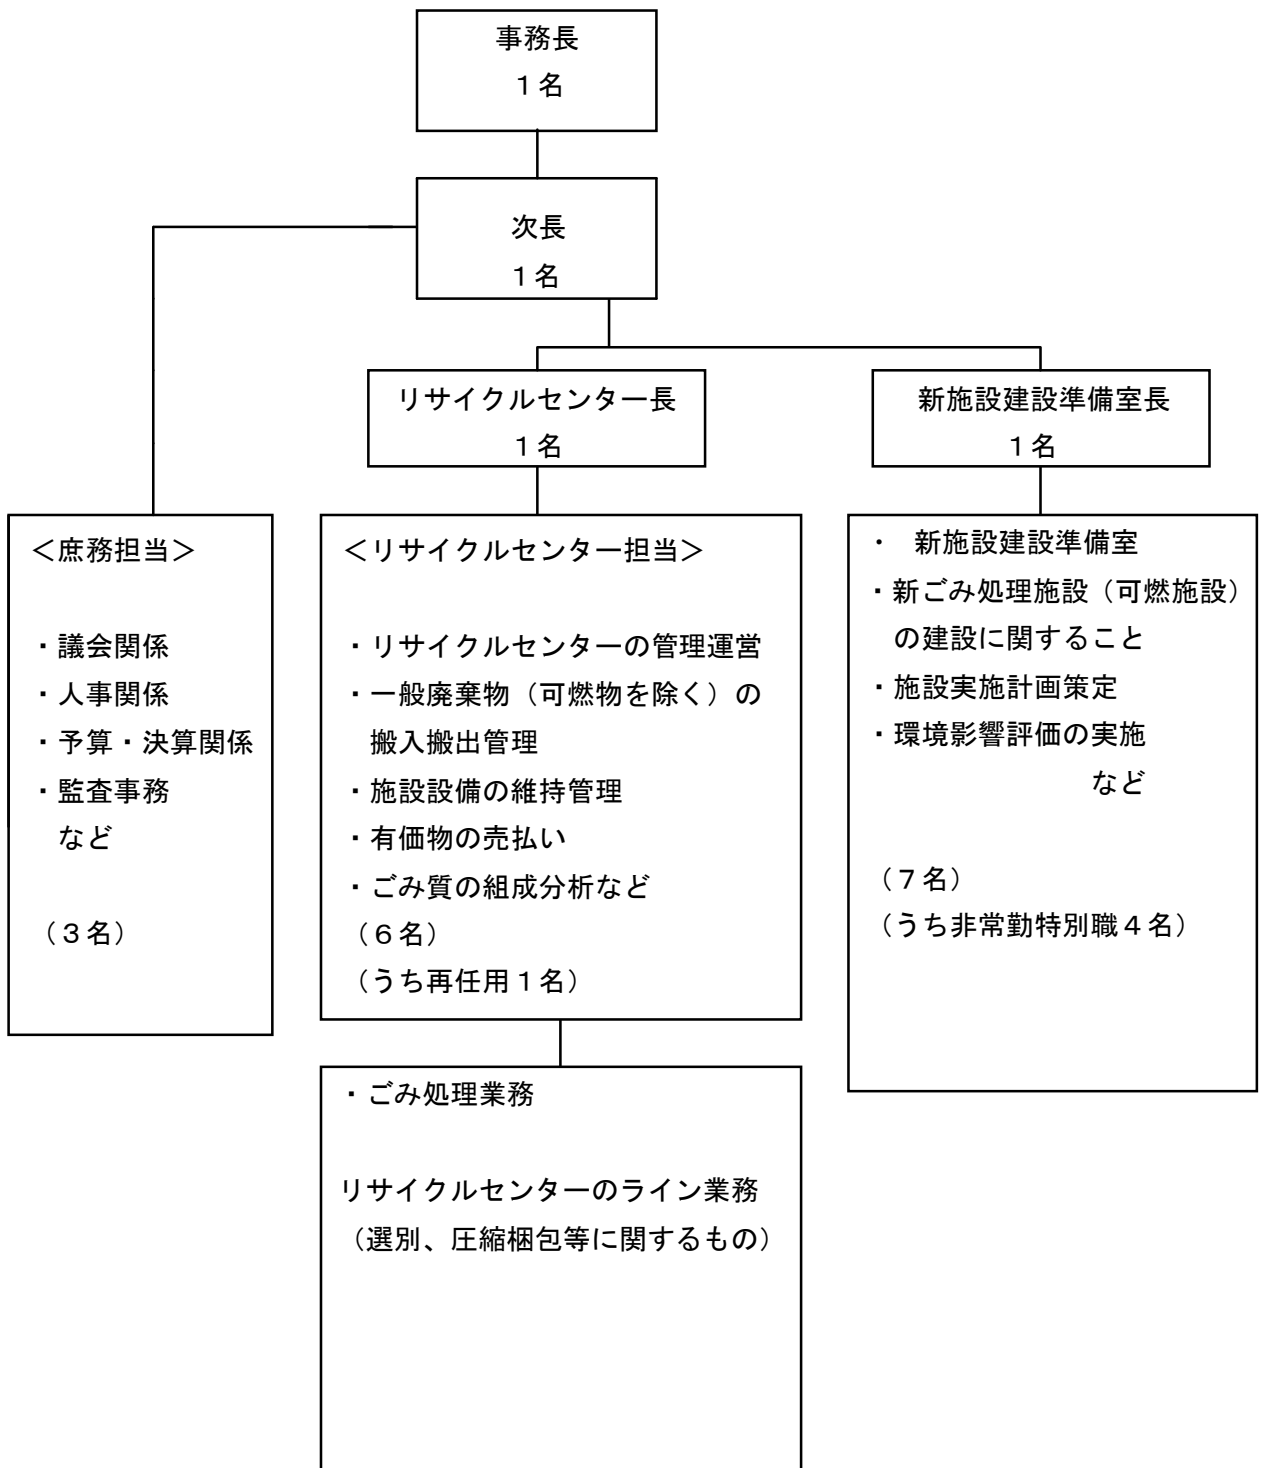 事務長
１名
次長
１名
リサイクルセンター長
１名
新施設建設準備室長
１名
＜庶務担当＞
・議会関係
・人事関係
・予算・決算関係
・監査事務
など
（３名）
＜リサイクルセンター担当＞
・リサイクルセンターの管理運営
・一般廃棄物（可燃物を除く）の
搬入搬出管理
・施設設備の維持管理
・有価物の売払い
・ごみ質の組成分析など
（６名）
（うち再任用１名）
・　新施設建設準備室
・新ごみ処理施設（可燃施設）
の建設に関すること
・施設実施計画策定
・環境影響評価の実施
など
（７名）
（うち非常勤特別職４名）
・ごみ処理業務
リサイクルセンターのライン業務
（選別、圧縮梱包等に関するもの）